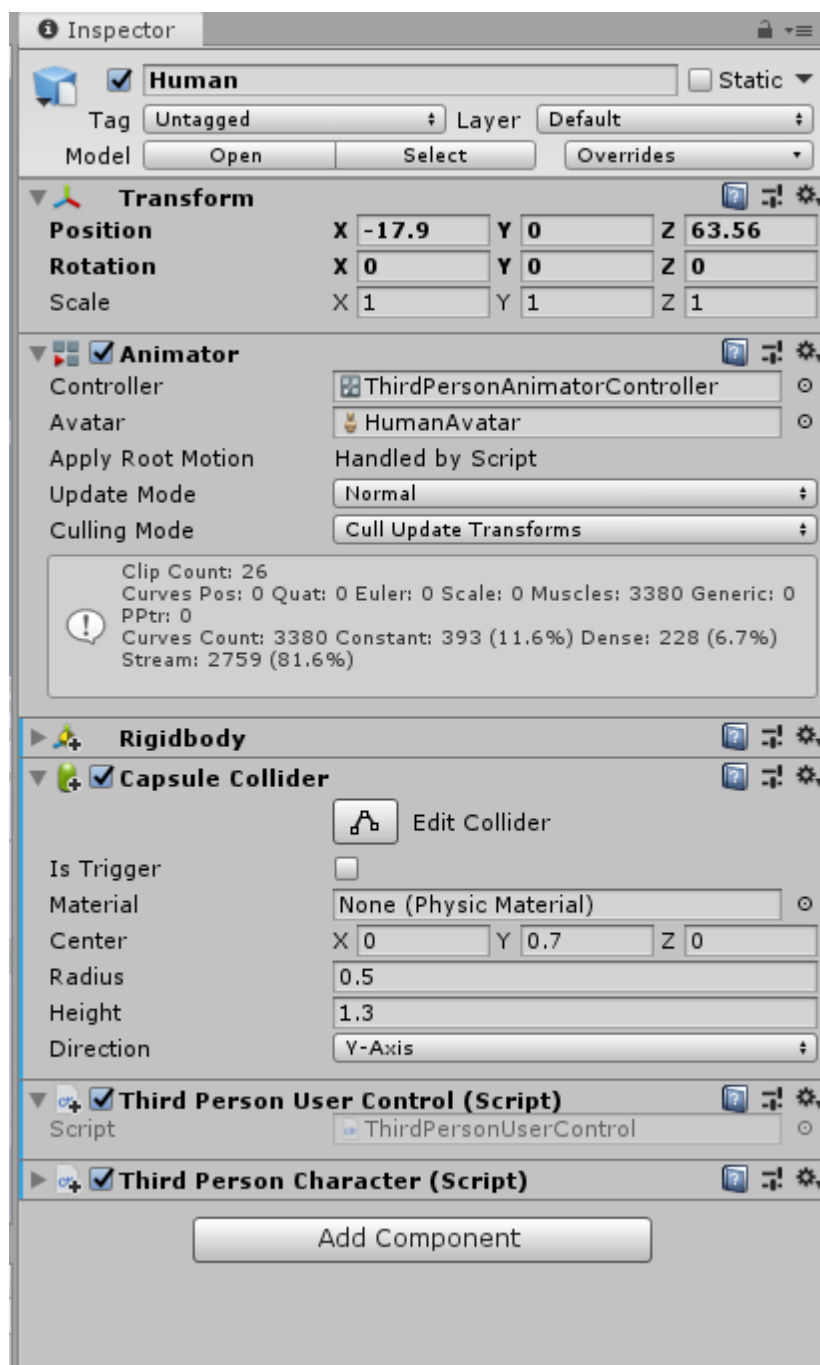 Inspector
Human Static
Tag Untagged Layer Default
Model Open Select Overrides
Transform
Position X -17.9 Y 0 Z 63.56
Rotation X 0 Y 0 Z 0
Scale X 1 Y 1 Z 1
Animator
Controller ThirdPersonAnimatorController
Avatar HumanAvatar
Apply Root Motion Handled by Script
Update Mode Normal
Culling Mode Cull Update Transforms
Clip Count: 26
Curves Pos: 0 Quat: 0 Euler: 0 Scale: 0 Muscles: 3380 Generic: 0
PPtr: 0
Curves Count: 3380 Constant: 393 (11.6%) Dense: 228 (6.7%)
Stream: 2759 (81.6%)
Rigidbody
Capsule Collider
Edit Collider
Is Trigger
Material None (Physic Material)
Center X 0 Y 0.7 Z 0
Radius 0.5
Height 1.3
Direction Y-Axis
Third Person User Control (Script)
Script ThirdPersonUserControl
Third Person Character (Script)
Add Component